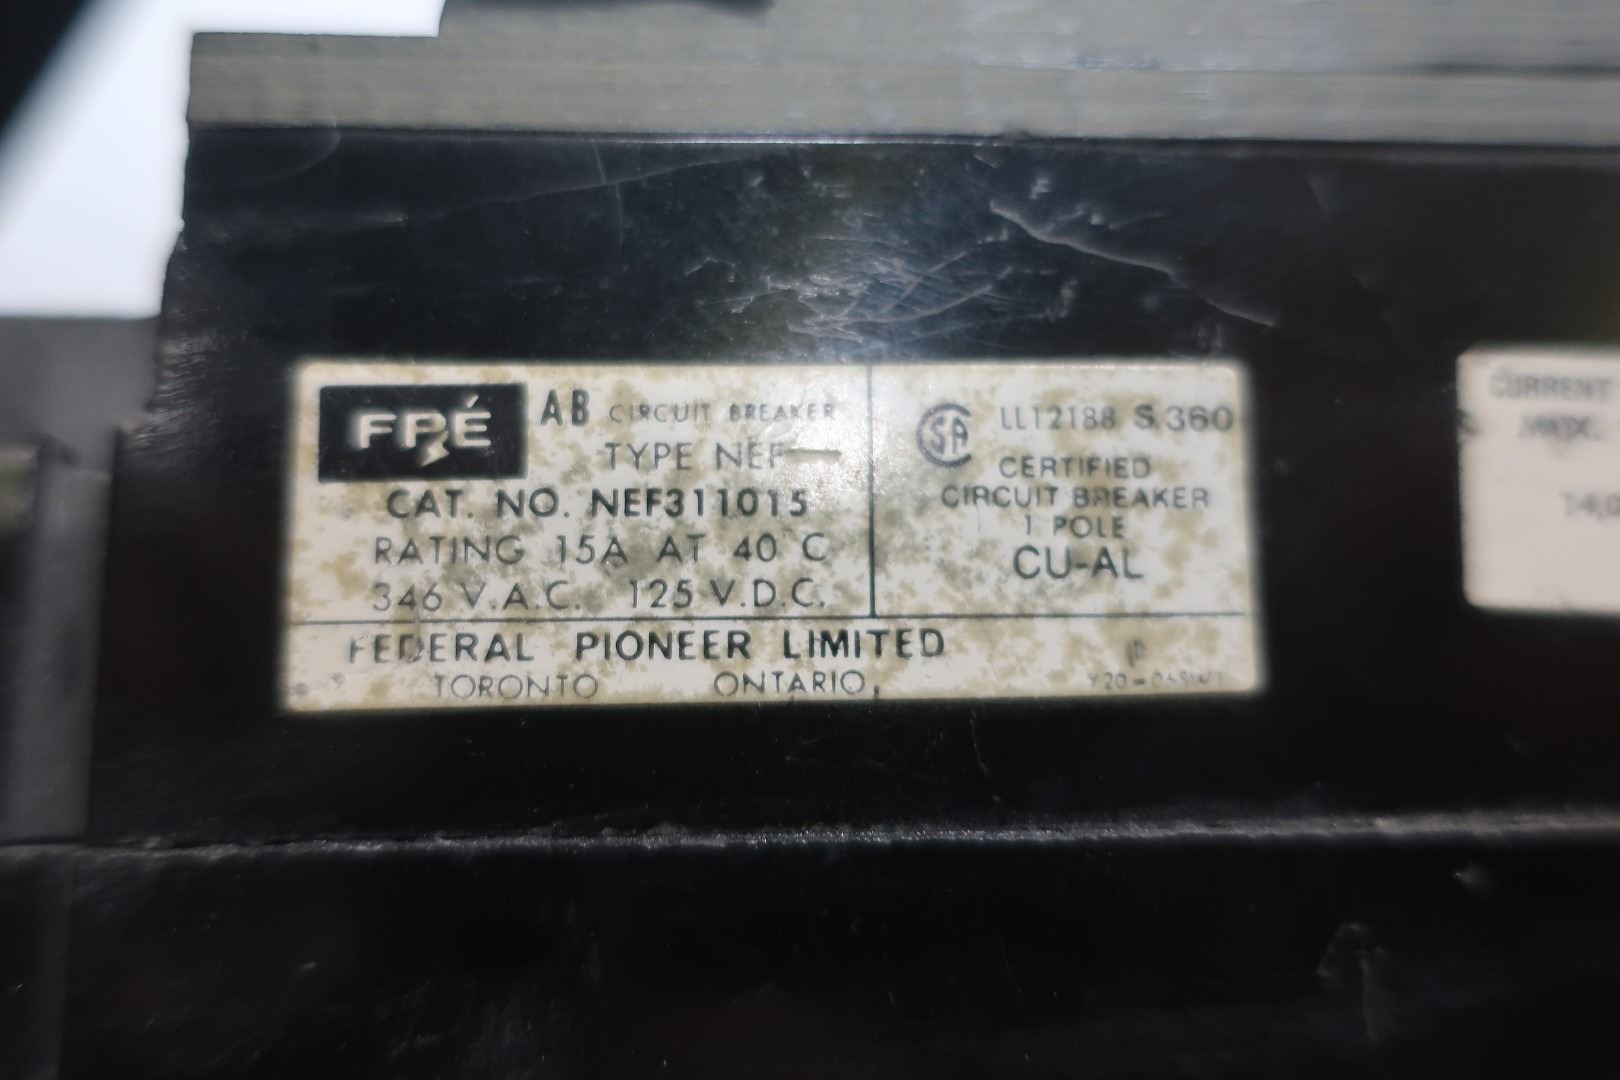 FPÉ
AB CIRCUIT BREAKER
TYPE NEF
CAT. NO. NEF311015
RATING 15A AT 40 C
346 V.A.C. 125 V.D.C.
LL12188 S.360
CERTIFIED
CIRCUIT BREAKER
1 POLE
CU-AL
FEDERAL PIONEER LIMITED
TORONTO ONTARIO,
CURRENT